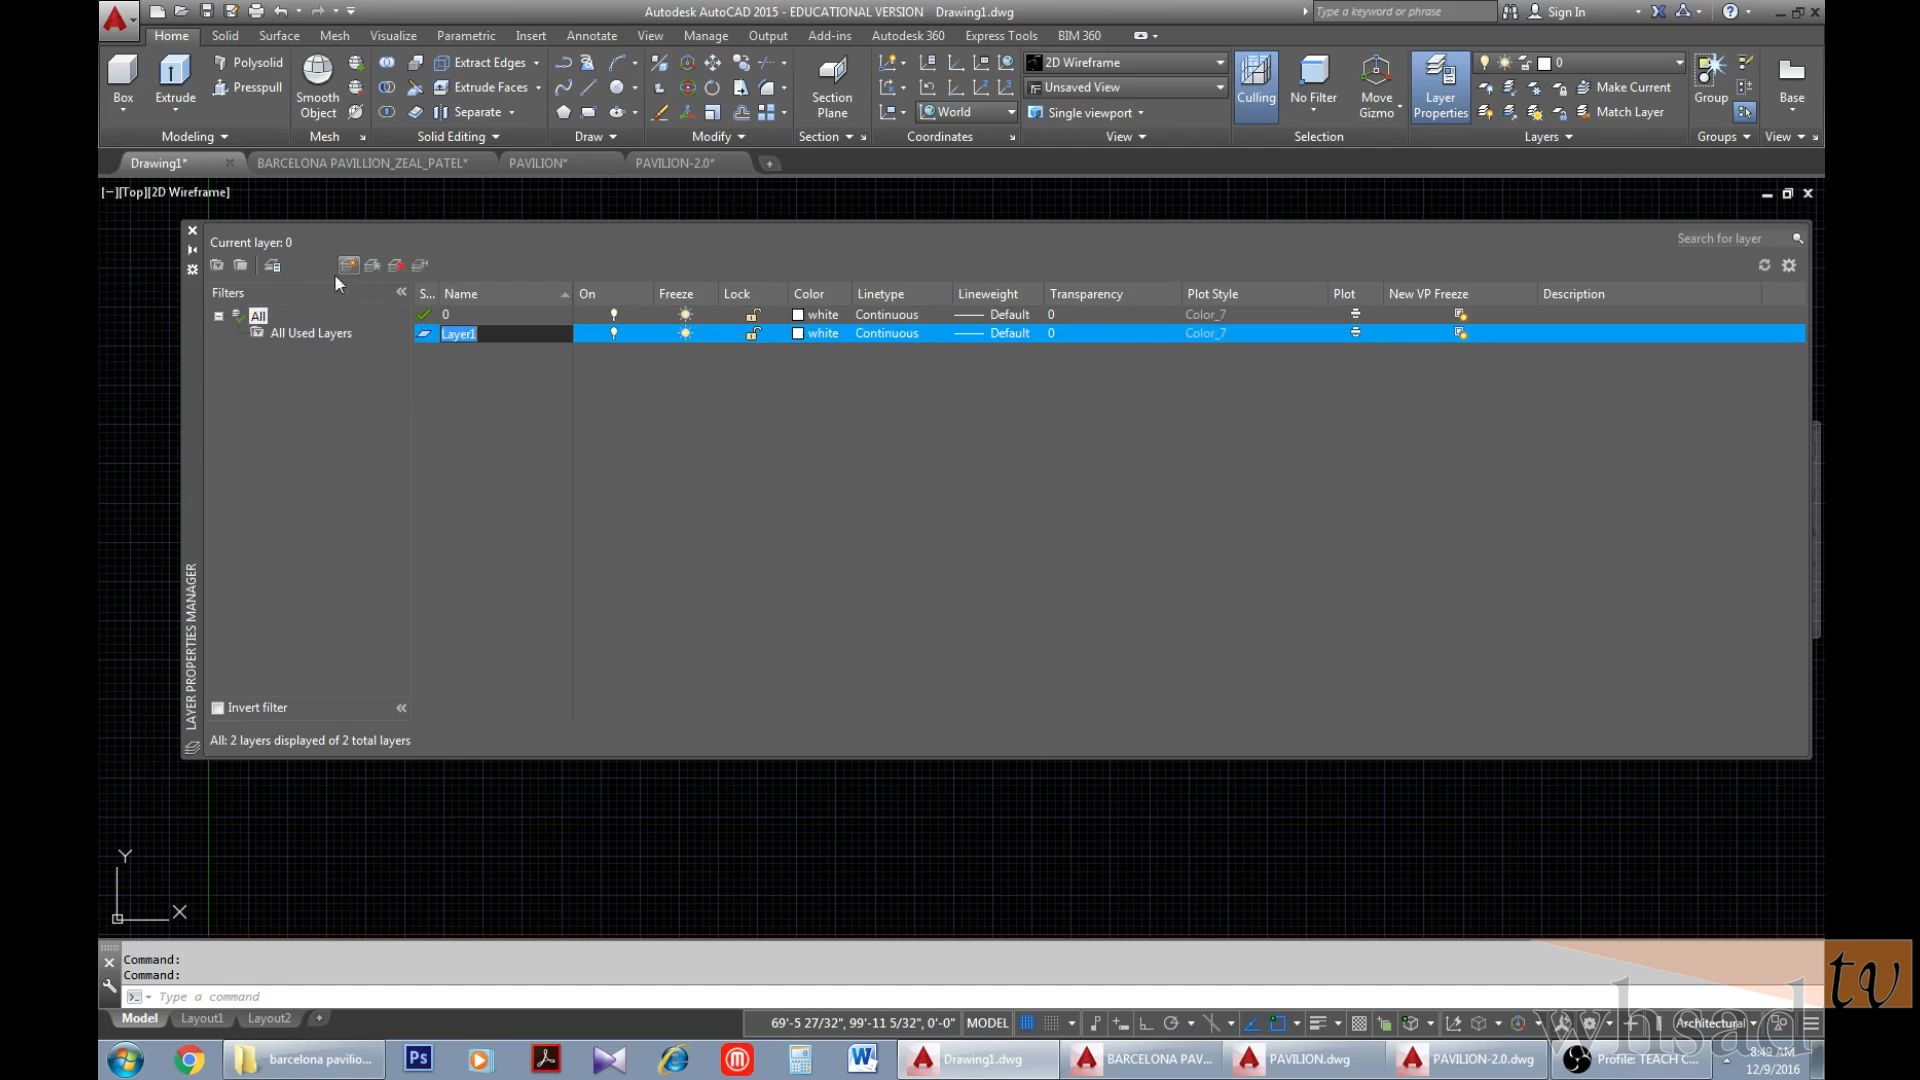 Autodesk AutoCAD 2015 - EDUCATIONAL VERSION Drawing1.dwg
Type a keyword or phrase
Sign In
Home Solid Surface Mesh Visualize Parametric Insert Annotate View Manage Output Add-ins Autodesk 360 Express Tools BIM 360
Box
Extrude
Polysolid
Presspull
Smooth Object
Extract Edges
Extrude Faces
Separate
Section Plane
World
2D Wireframe
Unsaved View
Single viewport
Culling
No Filter
Move Gizmo
Layer Properties
0
Make Current
Match Layer
Group
Base
Modeling Mesh Solid Editing Draw Modify Section Coordinates View Selection Layers Groups View
Drawing1* BARCELONA PAVILLION_ZEAL_PATEL* PAVILION* PAVILION-2.0*
[−][Top][2D Wireframe]
Current layer: 0
Search for layer
Filters
All
All Used Layers
S... Name On Freeze Lock Color Linetype Lineweight Transparency Plot Style Plot New VP Freeze Description
0 white Continuous Default 0 Color_7
Layer1 white Continuous Default 0 Color_7
LAYER PROPERTIES MANAGER
Invert filter
All: 2 layers displayed of 2 total layers
Y
X
Command:
Command:
Type a command
Model Layout1 Layout2
69'-5 27/32", 99'-11 5/32", 0'-0" MODEL
Architectural
whsad tv
barcelona pavilio...
Ps
Drawing1.dwg
BARCELONA PAV...
PAVILION.dwg
PAVILION-2.0.dwg
Profile: TEACH C...
8:49 AM
12/9/2016